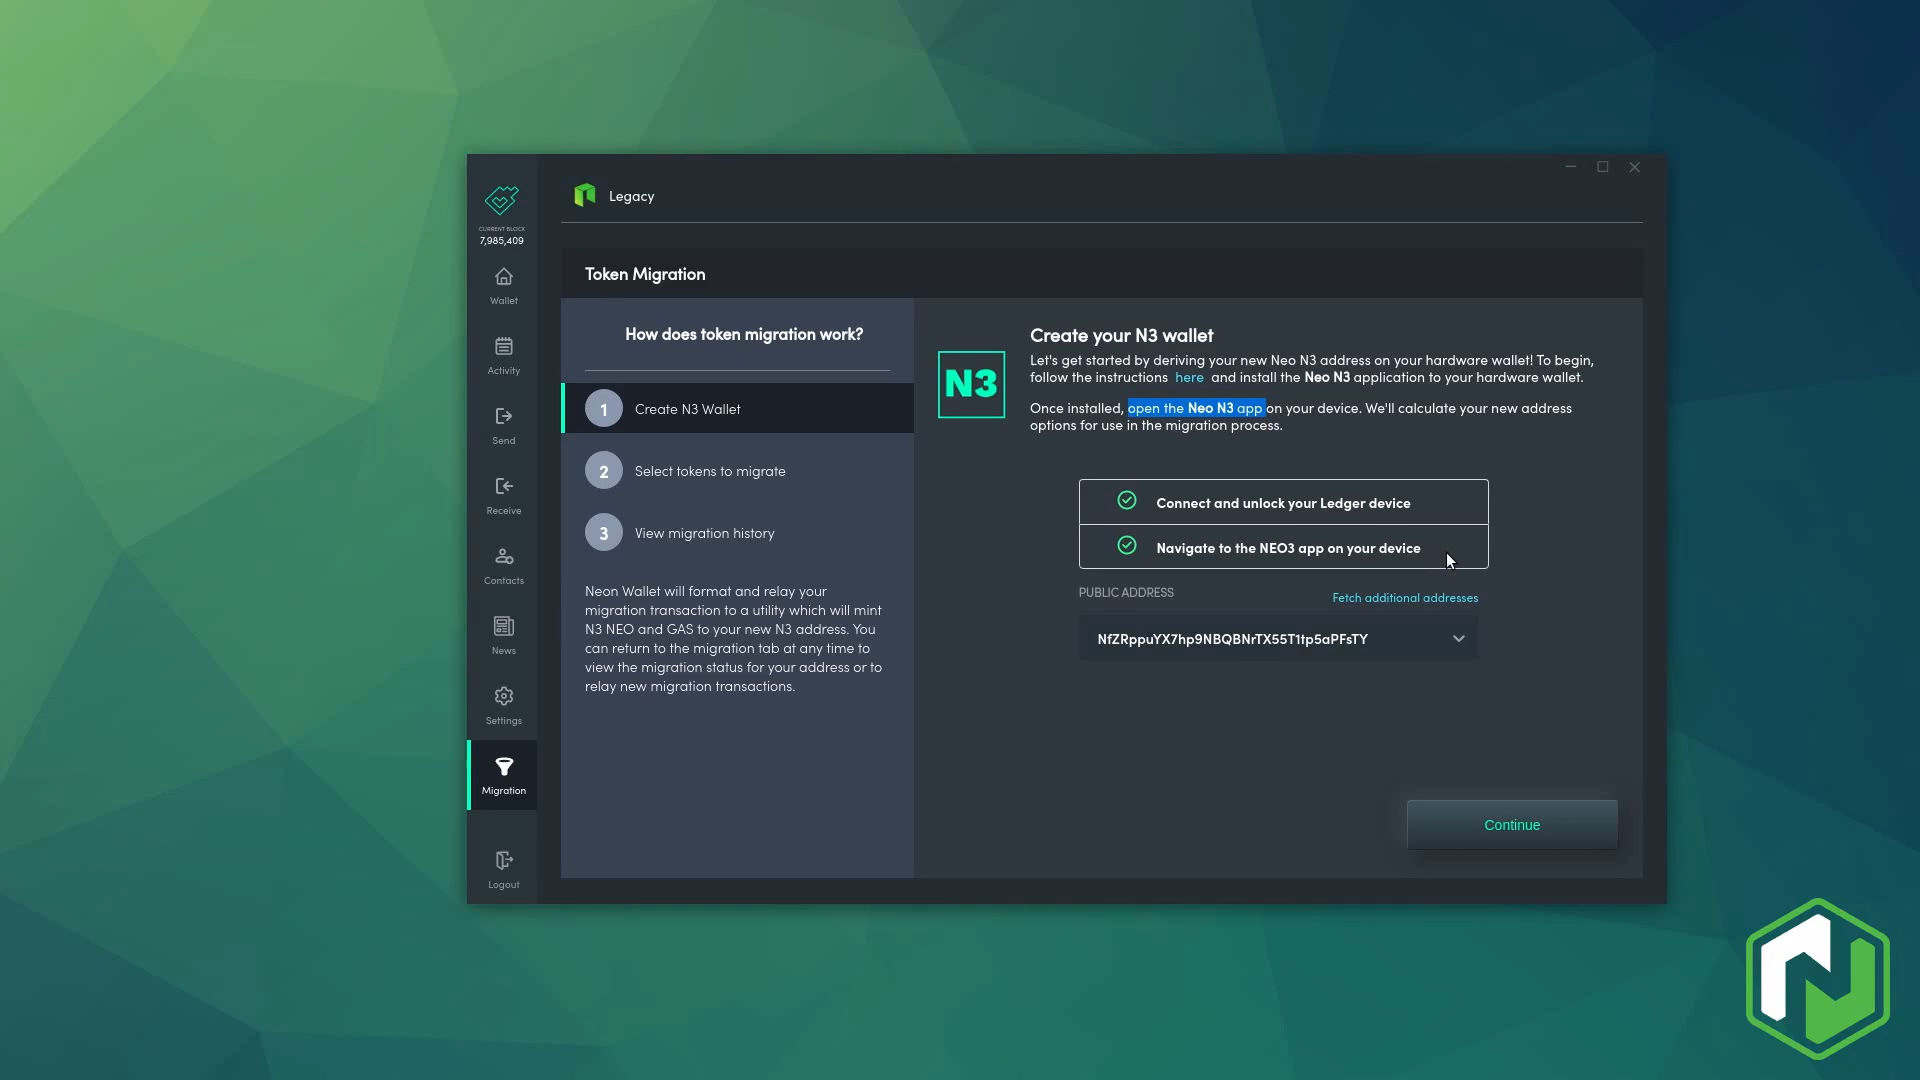 Legacy
CURRENT BLOCK
7,985,409
Wallet
Activity
Send
Receive
Contacts
News
Settings
Migration
Logout
Token Migration
How does token migration work?
1 Create N3 Wallet
2 Select tokens to migrate
3 View migration history
Neon Wallet will format and relay your
migration transaction to a utility which will mint
N3 NEO and GAS to your new N3 address. You
can return to the migration tab at any time to
view the migration status for your address or to
relay new migration transactions.
N3
Create your N3 wallet
Let's get started by deriving your new Neo N3 address on your hardware wallet! To begin,
follow the instructions here and install the Neo N3 application to your hardware wallet.
Once installed, open the Neo N3 app on your device. We'll calculate your new address
options for use in the migration process.
Connect and unlock your Ledger device
Navigate to the NEO3 app on your device
PUBLIC ADDRESS
Fetch additional addresses
NfZRppuYX7hp9NBQBNrTX55T1tp5aPFsTY
Continue